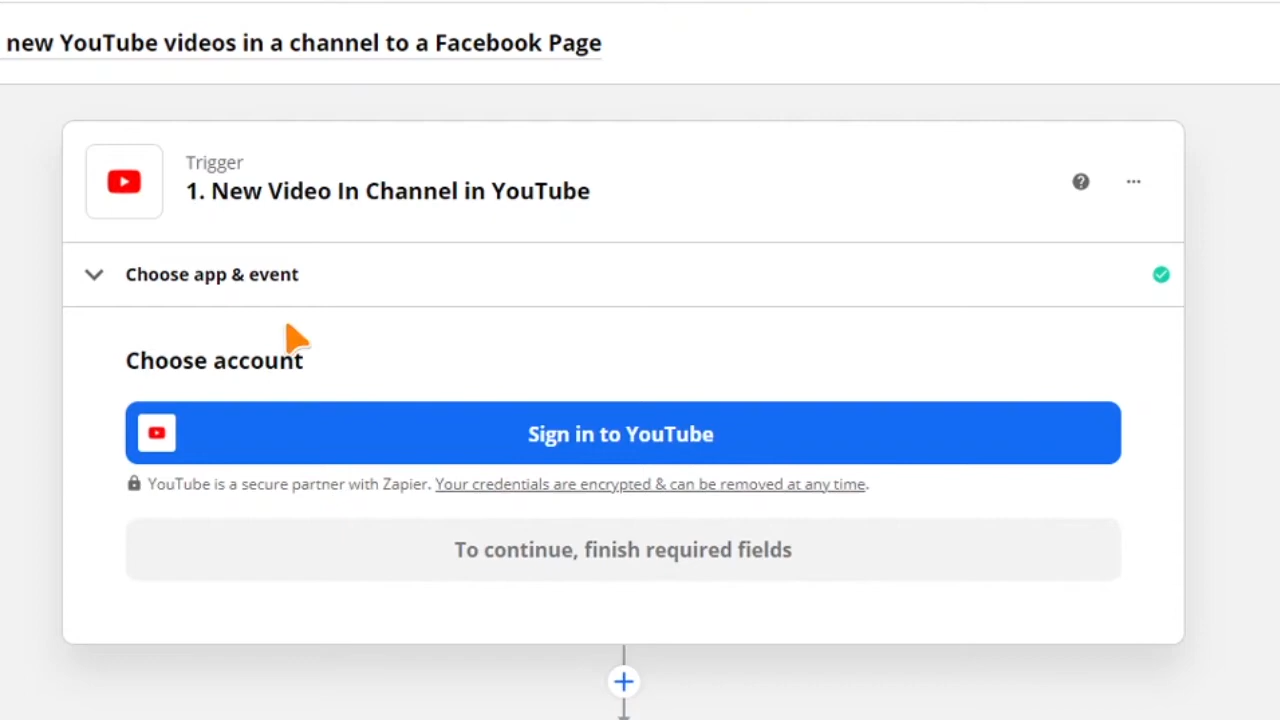 new YouTube videos in a channel to a Facebook Page
Trigger
1. New Video In Channel in YouTube
Choose app & event
Choose account
Sign in to YouTube
YouTube is a secure partner with Zapier. Your credentials are encrypted & can be removed at any time.
To continue, finish required fields